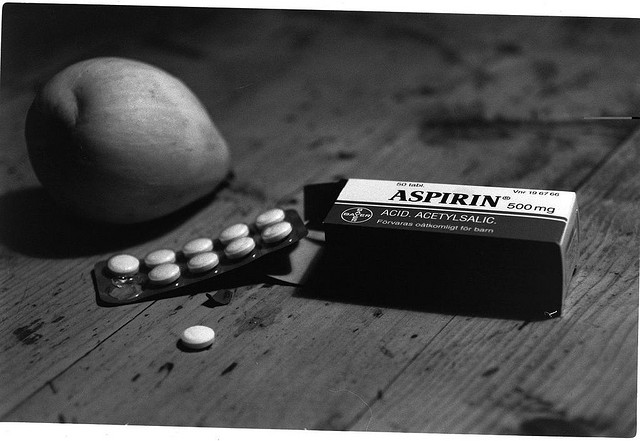 50 tabl.
Vnr 19 67 66
ASPIRIN®
500 mg
BAYER
ACID. ACETYLSALIC.
Förvaras oåtkomligt för barn